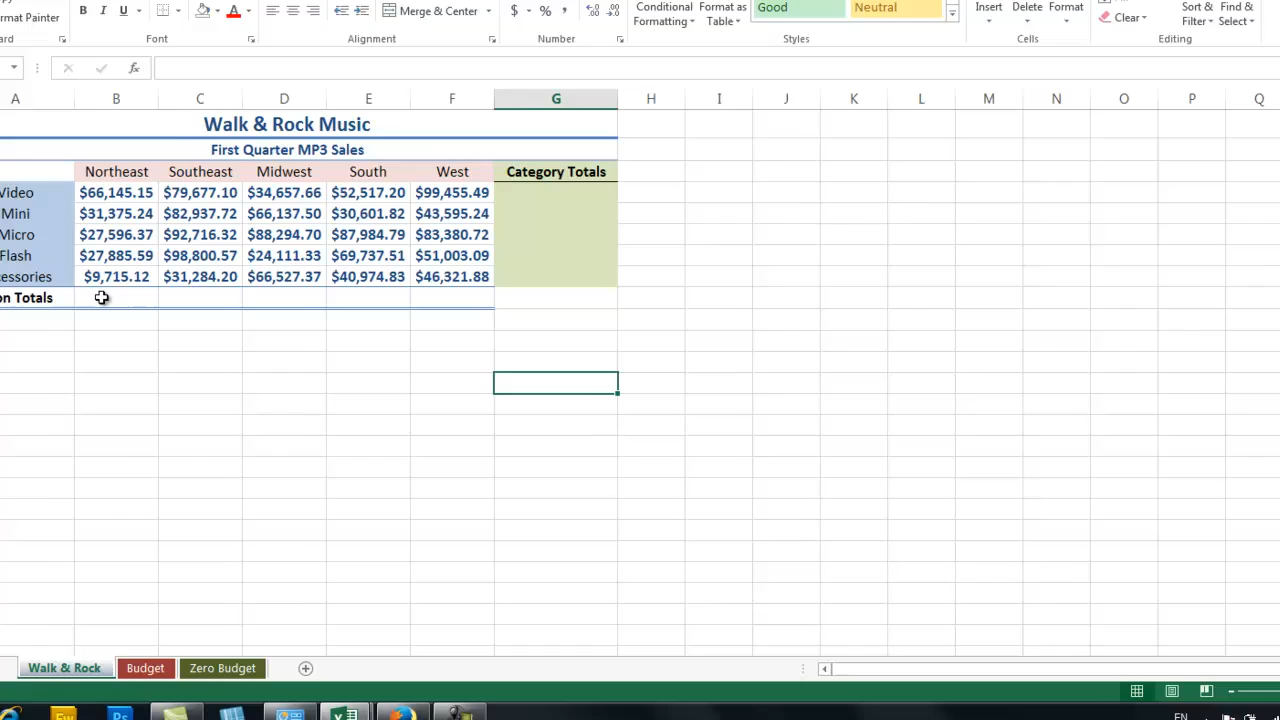 ormat Painter
B I U
Merge & Center
$ % ,
Conditional Formatting
Format as Table
Good
Neutral
Insert
Delete
Format
Clear
Sort & Filter
Find & Select
ard
Font
Alignment
Number
Styles
Cells
Editing
fx
A B C D E F G H I J K L M N O P Q
Walk & Rock Music
First Quarter MP3 Sales
Northeast Southeast Midwest South West Category Totals
Video $66,145.15 $79,677.10 $34,657.66 $52,517.20 $99,455.49
Mini $31,375.24 $82,937.72 $66,137.50 $30,601.82 $43,595.24
Micro $27,596.37 $92,716.32 $88,294.70 $87,984.79 $83,380.72
Flash $27,885.59 $98,800.57 $24,111.33 $69,737.51 $51,003.09
cessories $9,715.12 $31,284.20 $66,527.37 $40,974.83 $46,321.88
on Totals
Walk & Rock Budget Zero Budget
Fw Ps EN